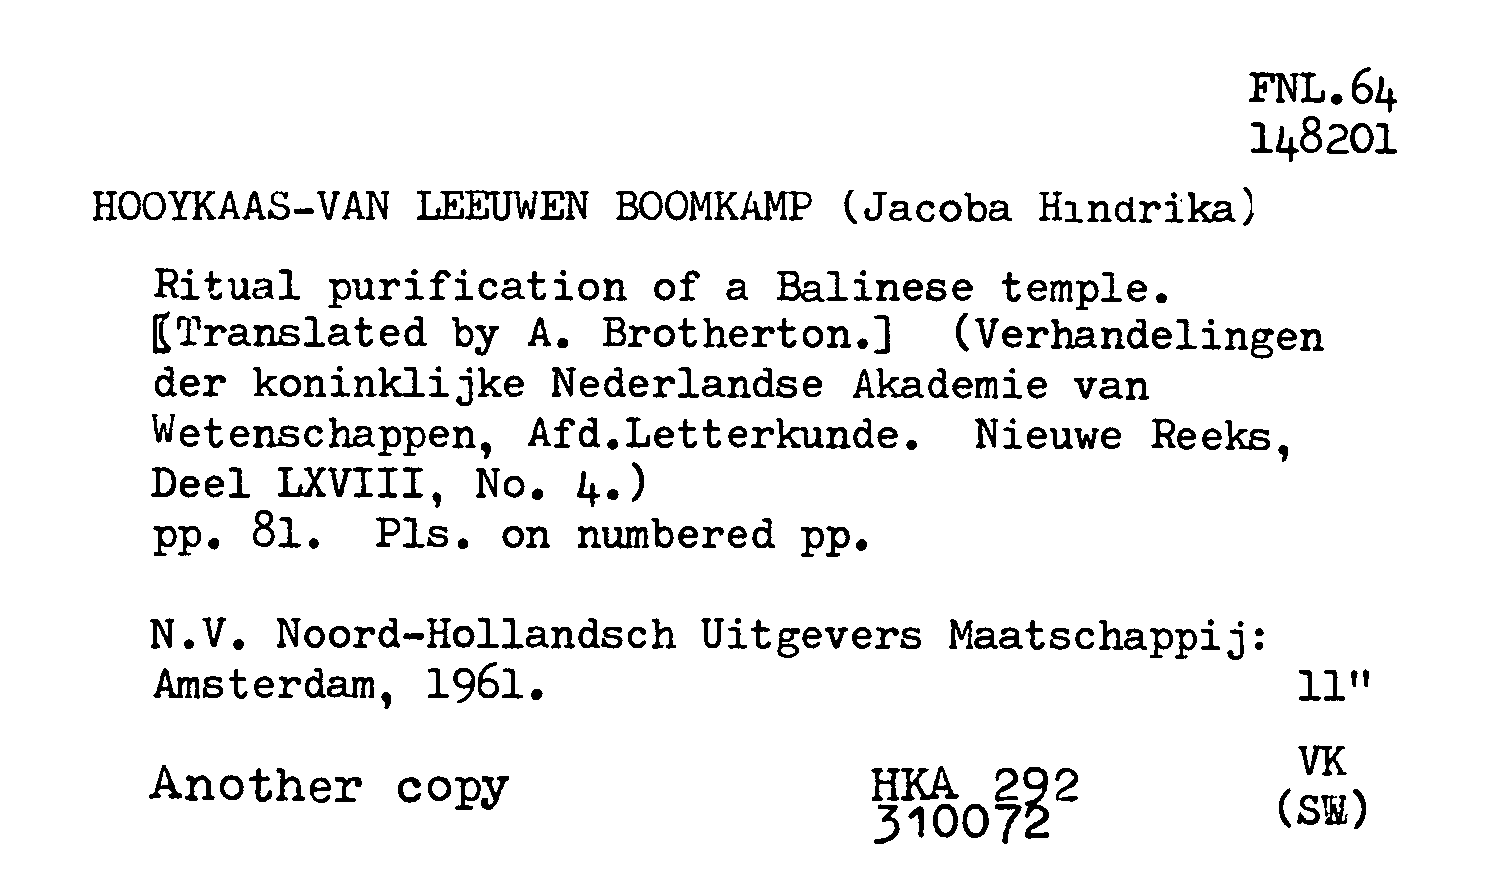 FNL.64
148201
HOOYKAAS-VAN LEEUWEN BOOMKAMP (Jacoba Hindrika)
Ritual purification of a Balinese temple.
[Translated by A. Brotherton.] (Verhandelingen
der koninklijke Nederlandse Akademie van
Wetenschappen, Afd.Letterkunde. Nieuwe Reeks,
Deel LXVIII, No. 4.)
pp. 81. Pls. on numbered pp.
N.V. Noord-Hollandsch Uitgevers Maatschappij:
Amsterdam, 1961. 11"
VK
Another copy HKA 292
310072